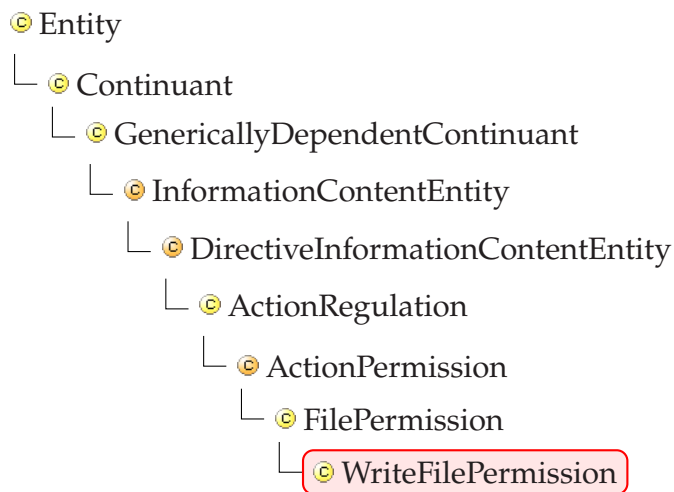 Entity
Continuant
GenericallyDependentContinuant
InformationContentEntity
DirectiveInformationContentEntity
ActionRegulation
ActionPermission
FilePermission
WriteFilePermission